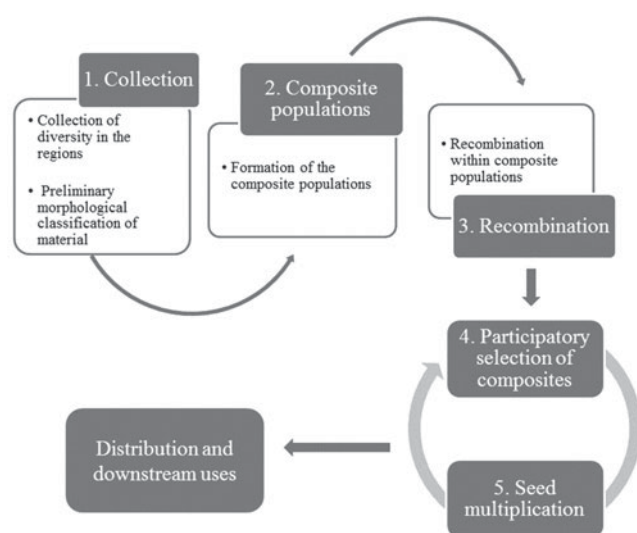 1. Collection
• Collection of
diversity in the
regions
• Preliminary
morphological
classification of
material
2. Composite
populations
• Formation of the
composite populations
• Recombination
within composite
populations
3. Recombination
4. Participatory
selection of
composites
5. Seed
multiplication
Distribution and
downstream uses